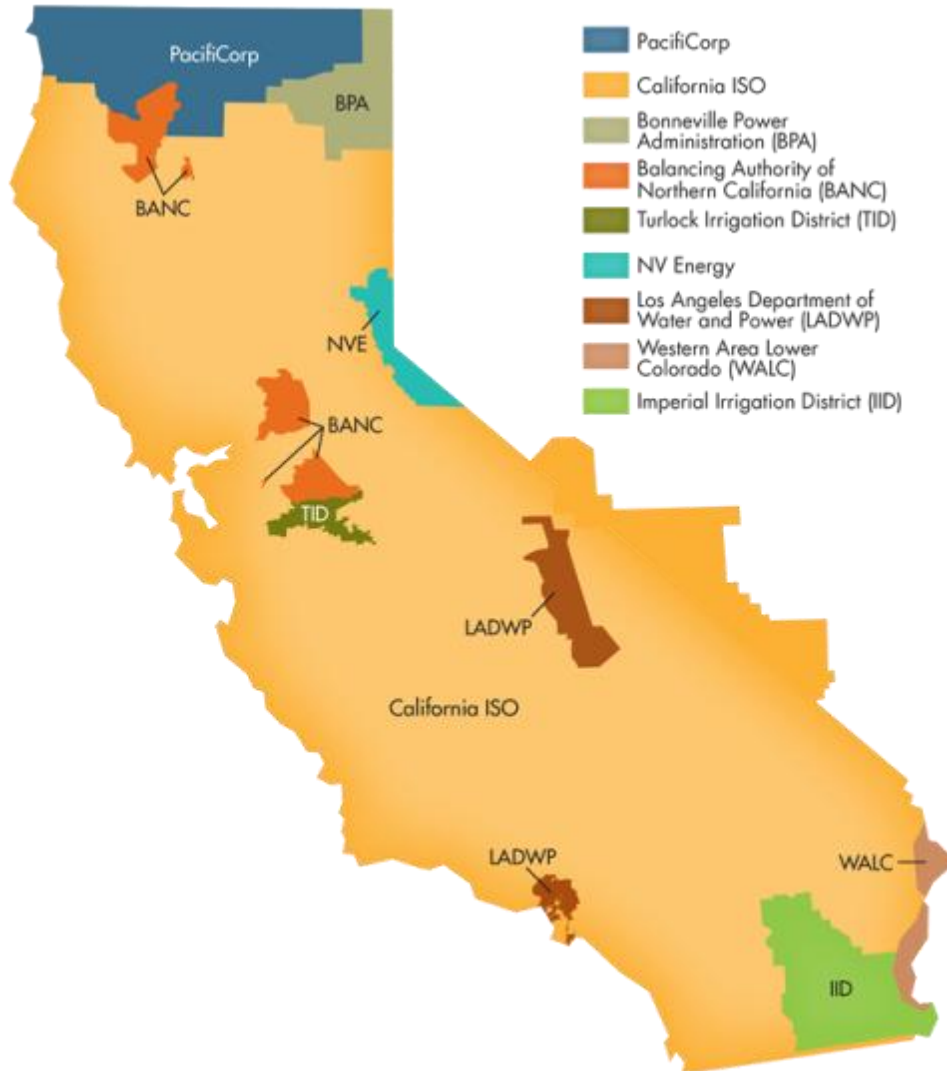 PacifiCorp
BPA
BANC
NVE
BANC
TID
LADWP
California ISO
LADWP
WALC
IID
PacifiCorp
California ISO
Bonneville Power
Administration (BPA)
Balancing Authority of
Northern California (BANC)
Turlock Irrigation District (TID)
NV Energy
Los Angeles Department of
Water and Power (LADWP)
Western Area Lower
Colorado (WALC)
Imperial Irrigation District (IID)